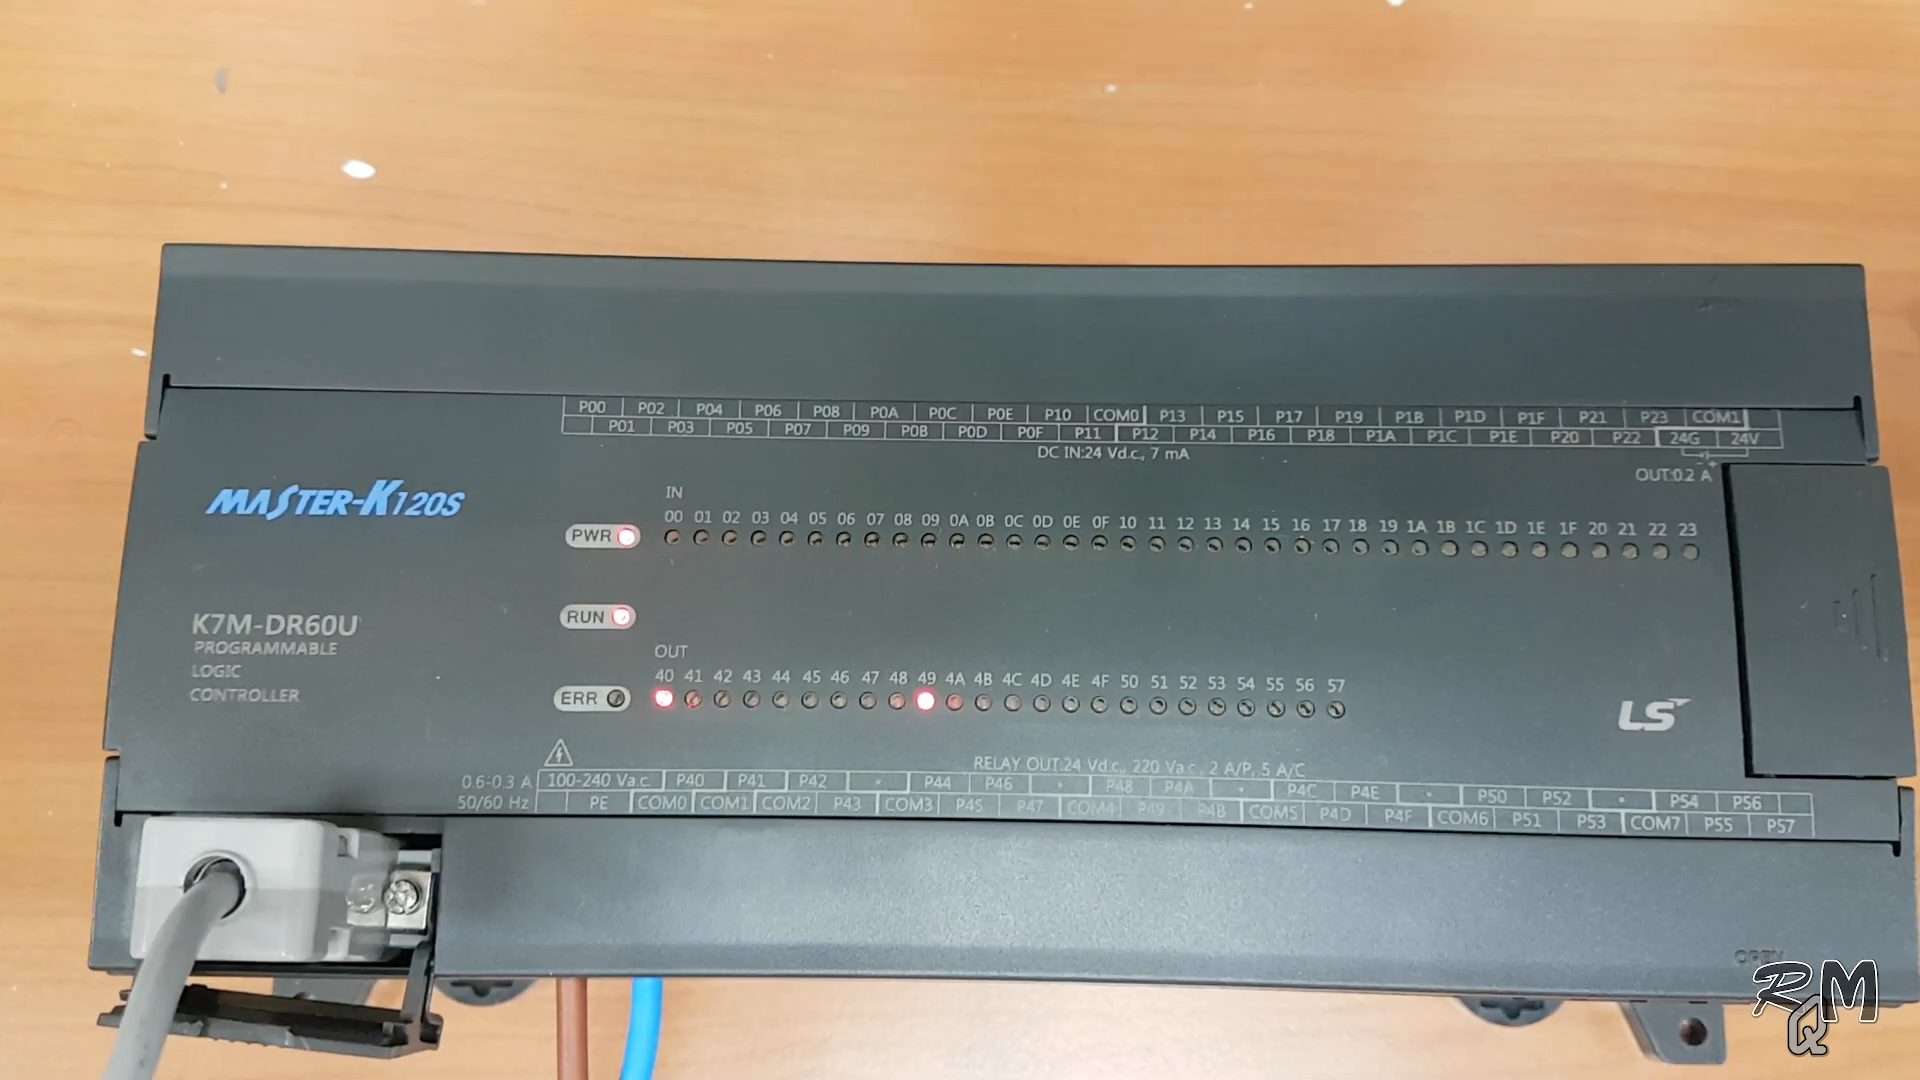 P00 P02 P04 P06 P08 P0A P0C P0E P10 COM0 P13 P15 P17 P19 P1B P1D P1F P21 P23 COM1
P01 P03 P05 P07 P09 P0B P0D P0F P11 P12 P14 P16 P18 P1A P1C P1E P20 P22 24G 24V
DC IN:24 Vd.c., 7 mA
OUT:0.2 A
MASTER-K120S
IN
00 01 02 03 04 05 06 07 08 09 0A 0B 0C 0D 0E 0F 10 11 12 13 14 15 16 17 18 19 1A 1B 1C 1D 1E 1F 20 21 22 23
PWR
RUN
K7M-DR60U
PROGRAMMABLE
LOGIC
CONTROLLER
OUT
40 41 42 43 44 45 46 47 48 49 4A 4B 4C 4D 4E 4F 50 51 52 53 54 55 56 57
ERR
LS
RELAY OUT:24 Vd.c., 220 Va.c., 2 A/P, 5 A/C
0.6-0.3 A 100-240 Va.c. P40 P41 P42 · P44 P46 · P48 P4A · P4C P4E · P50 P52 · P54 P56
50/60 Hz PE COM0 COM1 COM2 P43 COM3 P45 P47 COM4 P49 P4B COM5 P4D P4F COM6 P51 P53 COM7 P55 P57
OPEN
RQM